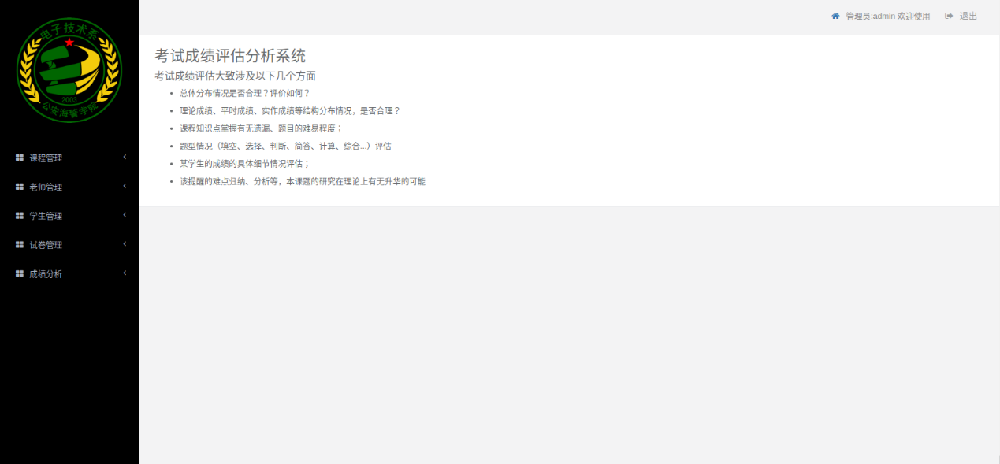 电子技术系
2003
公安海警学院
课程管理
老师管理
学生管理
试卷管理
成绩分析
管理员:admin 欢迎使用 退出
考试成绩评估分析系统
考试成绩评估大致涉及以下几个方面
总体分布情况是否合理？评价如何？
理论成绩、平时成绩、实作成绩等结构分布情况，是否合理？
课程知识点掌握有无遗漏、题目的难易程度；
题型情况（填空、选择、判断、简答、计算、综合...）评估
某学生的成绩的具体细节情况评估；
该提醒的难点归纳、分析等，本课题的研究在理论上有无升华的可能